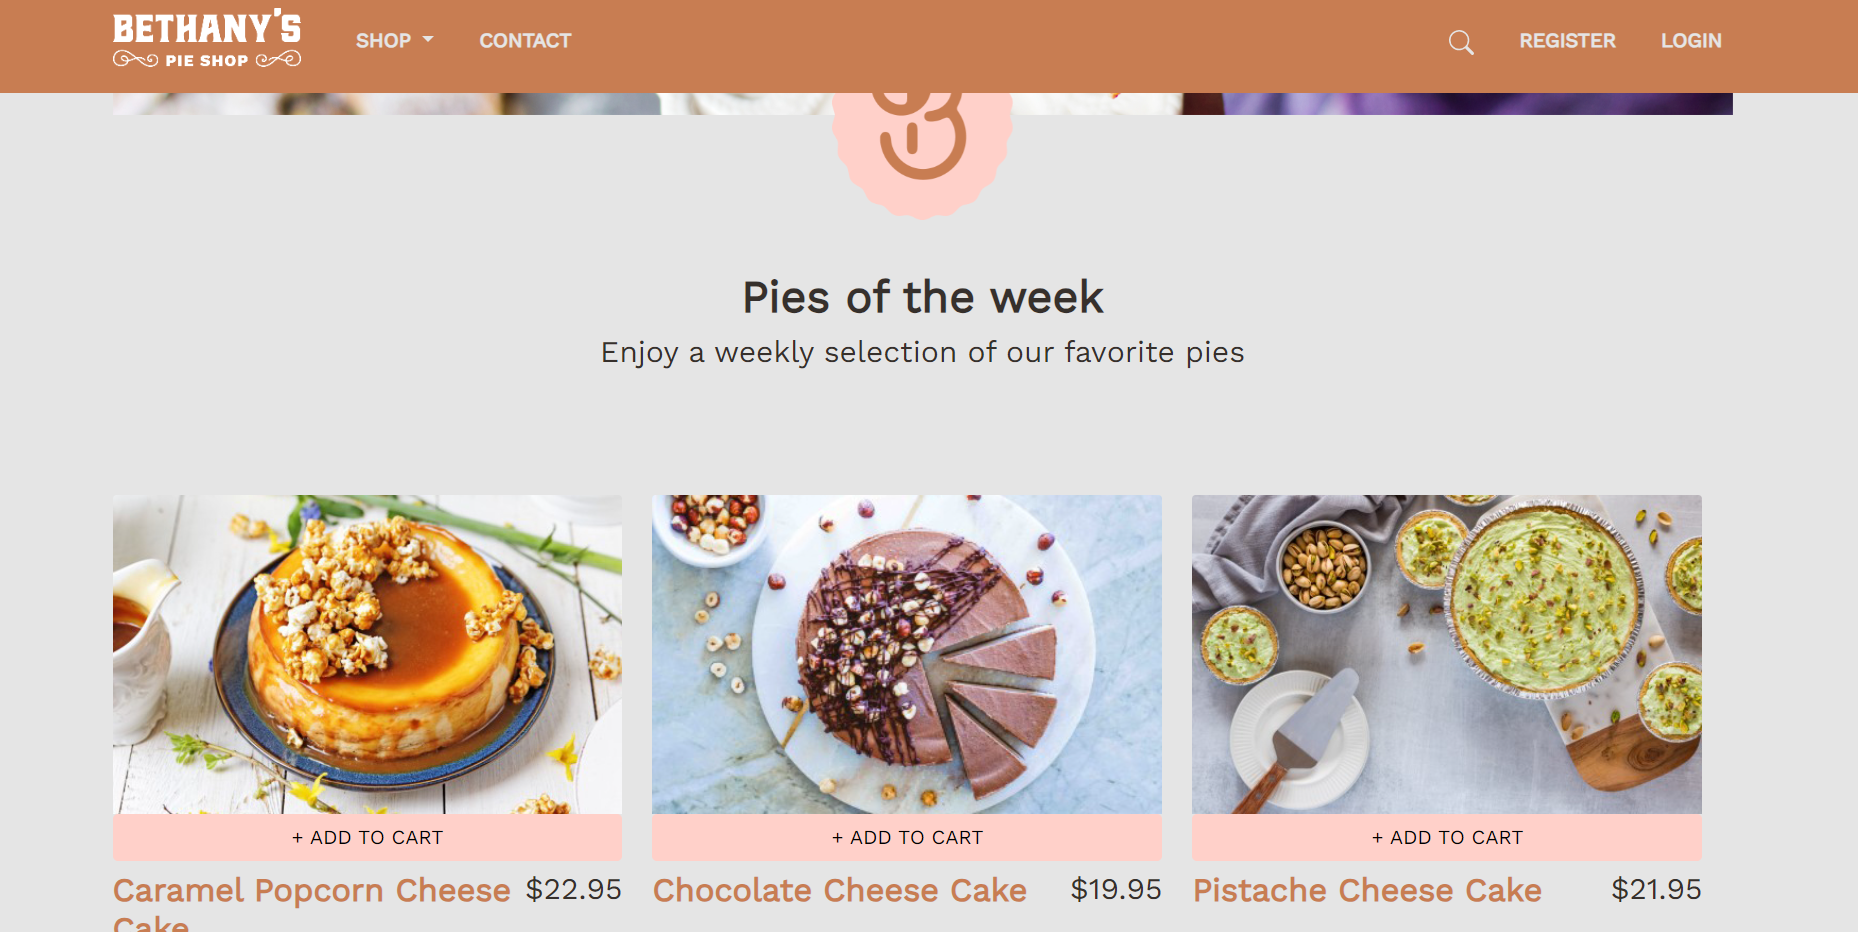 BETHANY'S
PIE SHOP
SHOP
CONTACT
REGISTER
LOGIN
Pies of the week
Enjoy a weekly selection of our favorite pies
+ ADD TO CART
+ ADD TO CART
+ ADD TO CART
Caramel Popcorn Cheese $22.95
Cake
Chocolate Cheese Cake $19.95
Pistache Cheese Cake $21.95